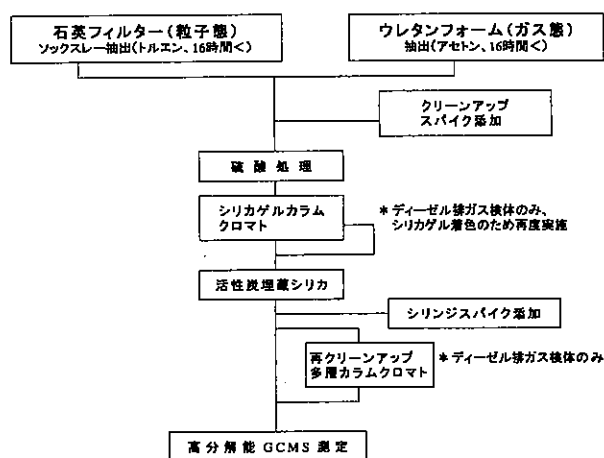 石英フィルター(粒子態)
ソックスレー抽出(トルエン、16時間<)
ウレタンフォーム(ガス態)
抽出(アセトン、16時間<)
クリーンアップ
スパイク添加
硫酸処理
シリカゲルカラム
クロマト
*ディーゼル排ガス検体のみ、
シリカゲル着色のため再度実施
活性炭埋蔵シリカ
シリンジスパイク添加
再クリーンアップ
多層カラムクロマト
*ディーゼル排ガス検体のみ
高分解能 GCMS 測定